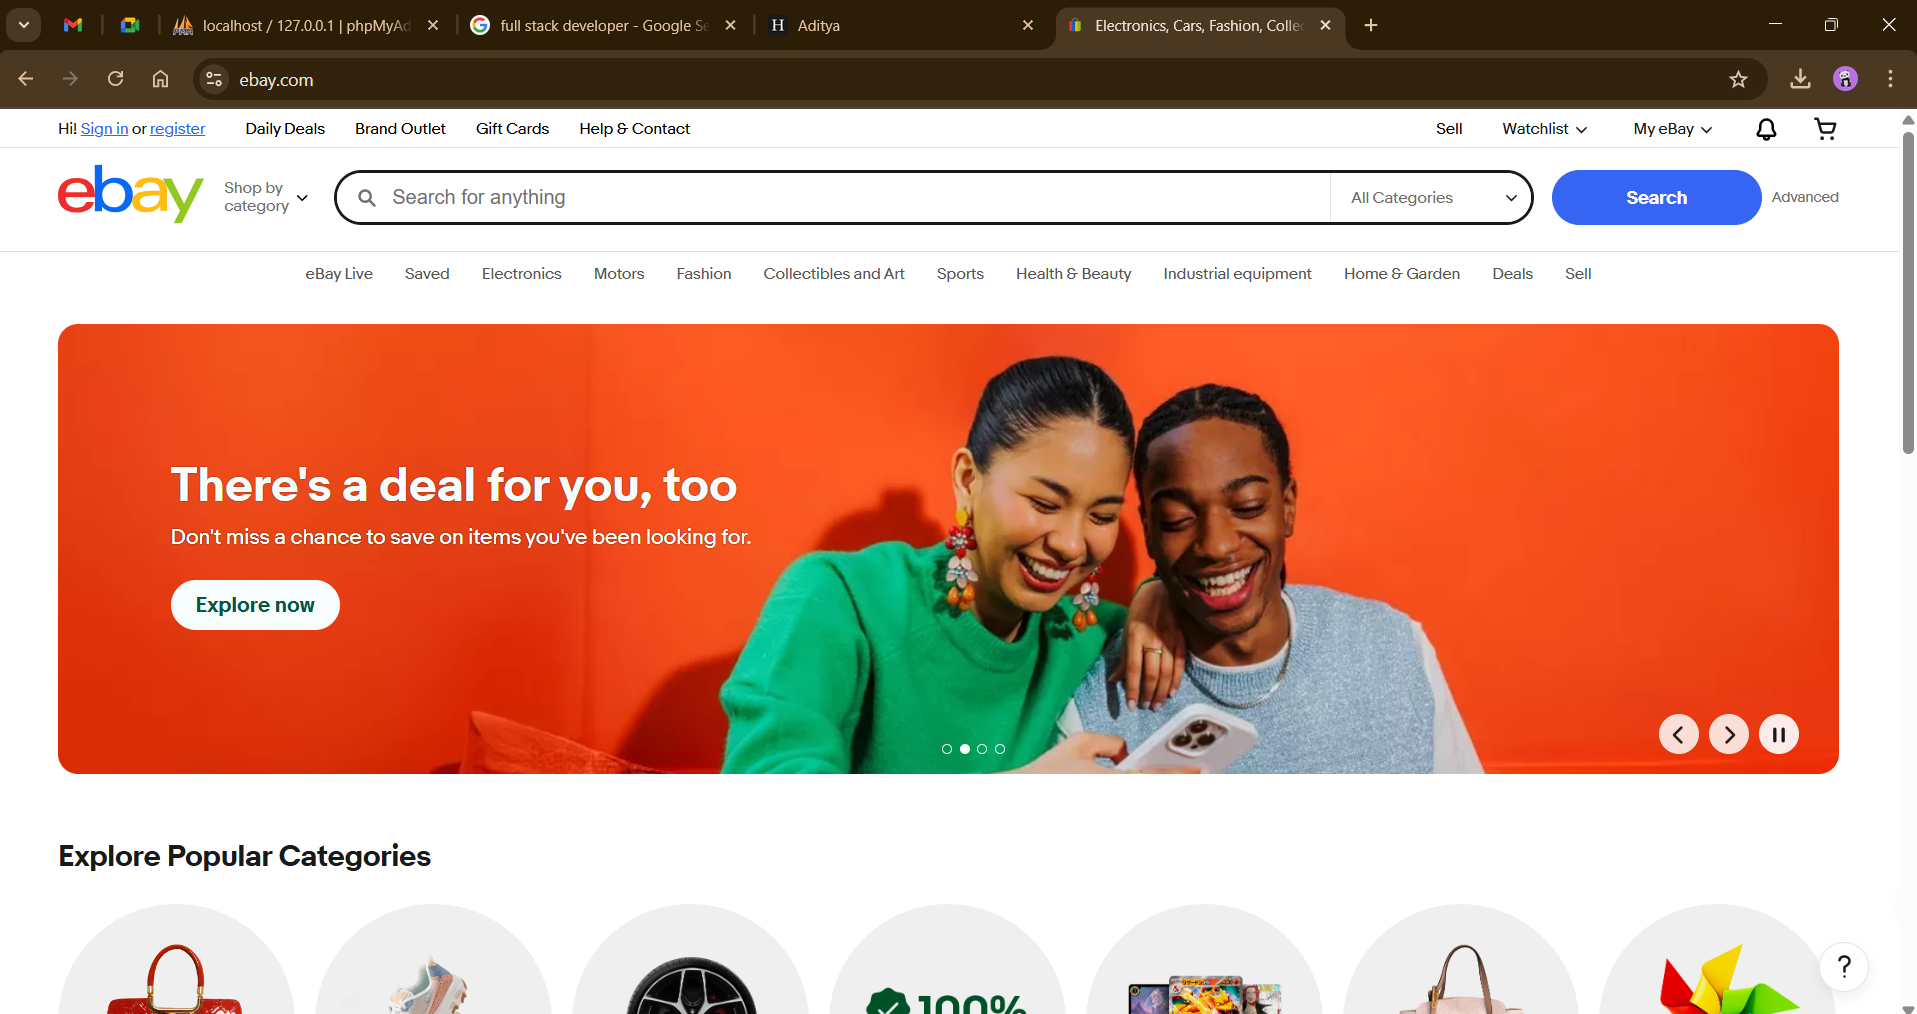 localhost / 127.0.0.1 | phpMyAd
full stack developer - Google Se
H Aditya
Electronics, Cars, Fashion, Collec
ebay.com
Hi! Sign in or register
Daily Deals
Brand Outlet
Gift Cards
Help & Contact
Sell
Watchlist
My eBay
ebay
Shop by
category
Search for anything
All Categories
Search
Advanced
eBay Live
Saved
Electronics
Motors
Fashion
Collectibles and Art
Sports
Health & Beauty
Industrial equipment
Home & Garden
Deals
Sell
There's a deal for you, too
Don't miss a chance to save on items you've been looking for.
Explore now
Explore Popular Categories
100%
?